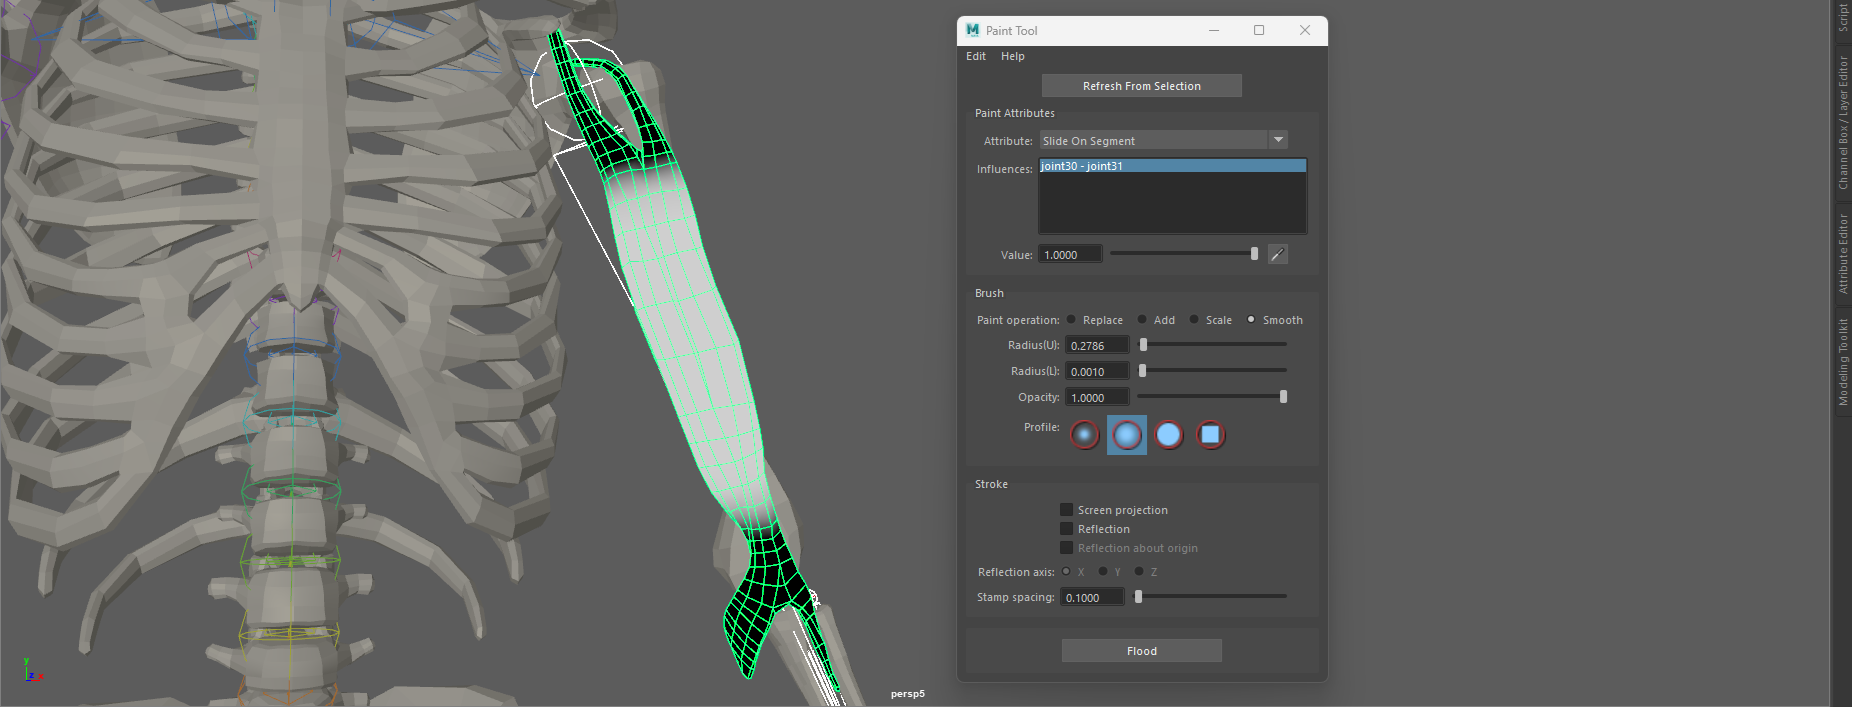 Paint Tool
Edit Help
Refresh From Selection
Paint Attributes
Attribute: Slide On Segment
Influences: joint30 - joint31
Value: 1.0000
Brush
Paint operation: Replace Add Scale Smooth
Radius(U): 0.2786
Radius(L): 0.0010
Opacity: 1.0000
Profile:
Stroke
Screen projection
Reflection
Reflection about origin
Reflection axis: X Y Z
Stamp spacing: 0.1000
Flood
persp5
y
z x
Script
Channel Box / Layer Editor
Attribute Editor
Modeling Toolkit